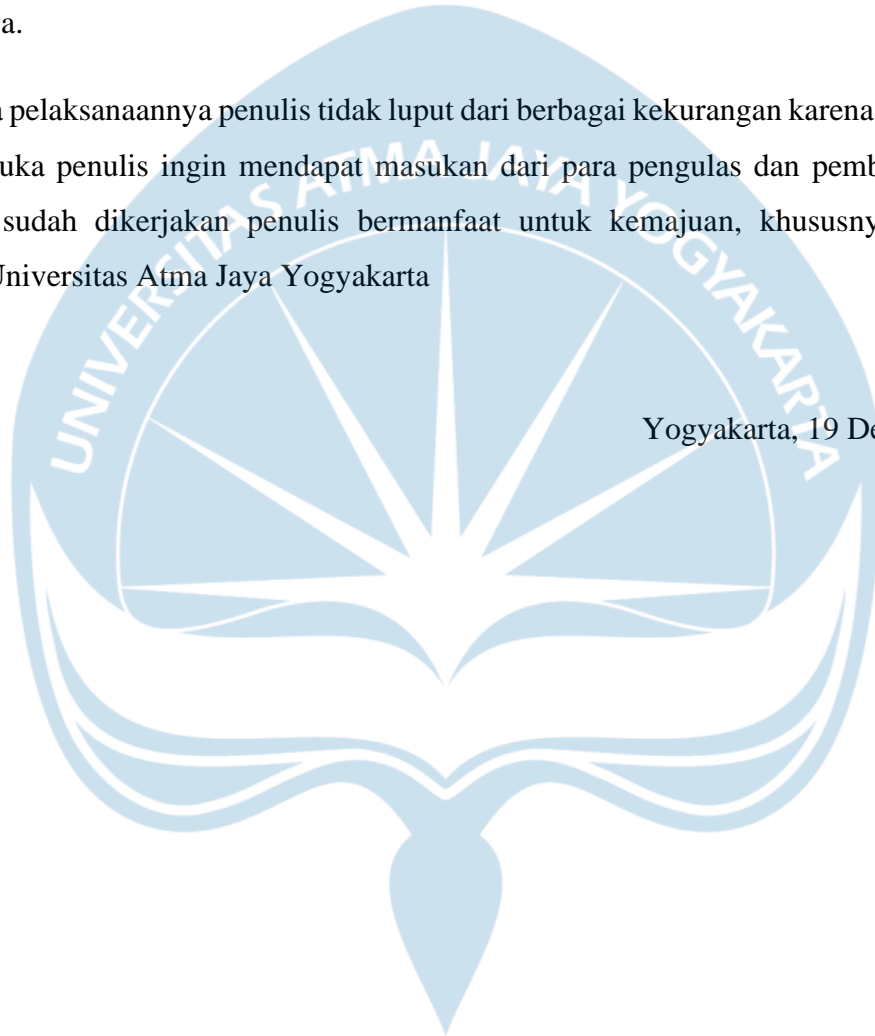 a.
pelaksanaannya penulis tidak luput dari berbagai kekurangan karena
uka penulis ingin mendapat masukan dari para pengulas dan pemb
sudah dikerjakan penulis bermanfaat untuk kemajuan, khususny
Universitas Atma Jaya Yogyakarta
UNIVERSITAS ATMA JAYA YOGYAKARTA
Yogyakarta, 19 De